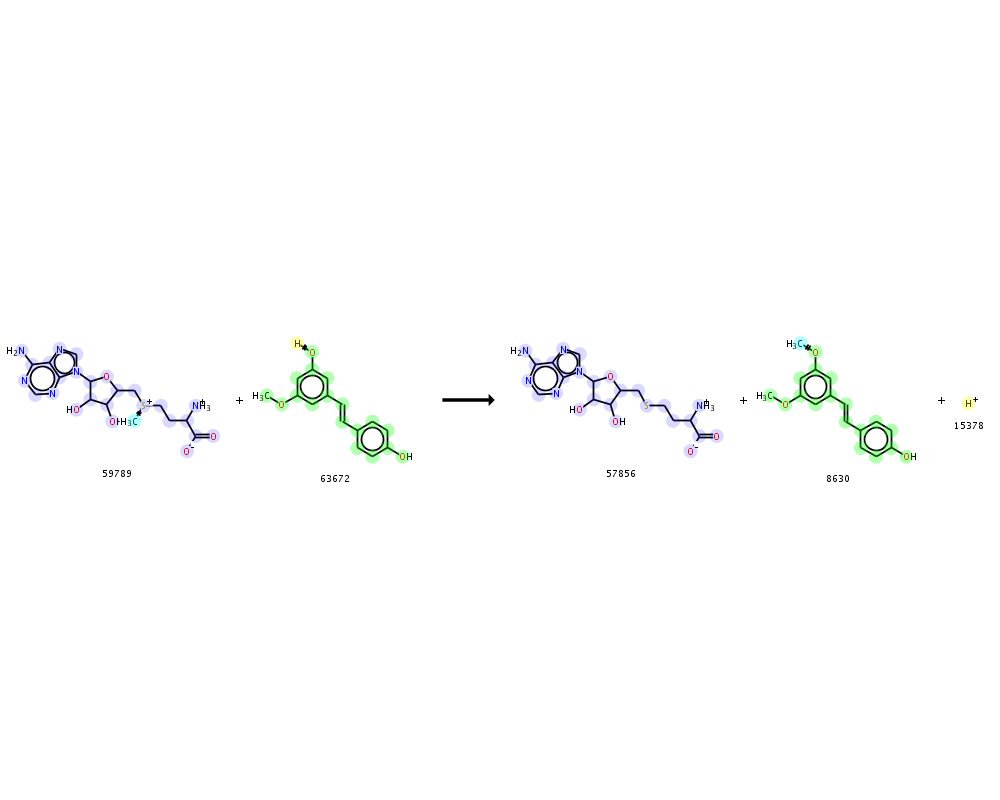 H₃C H₃C
H₂N N H O H₂N N O
N O S⁺ NH₃⁺ + H₃C O N O S NH₃⁺ + H₃C O + H⁺
N N HO OH H₃C O N N HO OH O 15378
O⁻ OH O⁻ OH
59789 63672 57856 8630